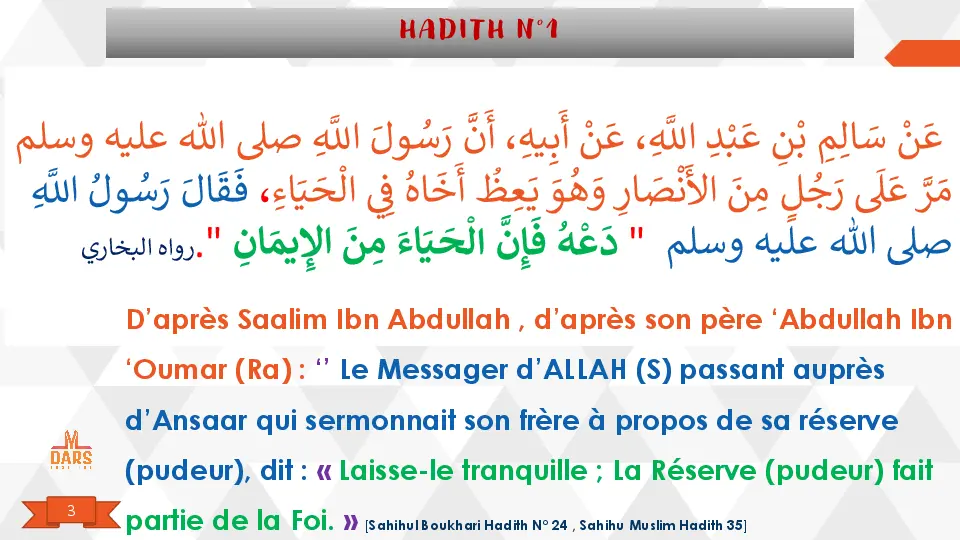 HADITH N°1
عَنْ سَالِمِ بْنِ عَبْدِ اللَّهِ، عَنْ أَبِيهِ، أَنَّ رَسُولَ اللَّهِ صلى الله عليه وسلم
مَرَّ عَلَى رَجُلٍ مِنَ الأَنْصَارِ وَهُوَ يَعِظُ أَخَاهُ فِي الْحَيَاءِ، فَقَالَ رَسُولُ اللَّهِ
صلى الله عليه وسلم " دَعْهُ فَإِنَّ الْحَيَاءَ مِنَ الإِيمَانِ ".رواه البخاري
D’après Saalim Ibn Abdullah , d’après son père ‘Abdullah Ibn
‘Oumar (Ra) : ‘’ Le Messager d’ALLAH (S) passant auprès
d’Ansaar qui sermonnait son frère à propos de sa réserve
(pudeur), dit : « Laisse-le tranquille ; La Réserve (pudeur) fait
partie de la Foi. » [Sahihul Boukhari Hadith N° 24 , Sahihu Muslim Hadith 35]
DARS
3